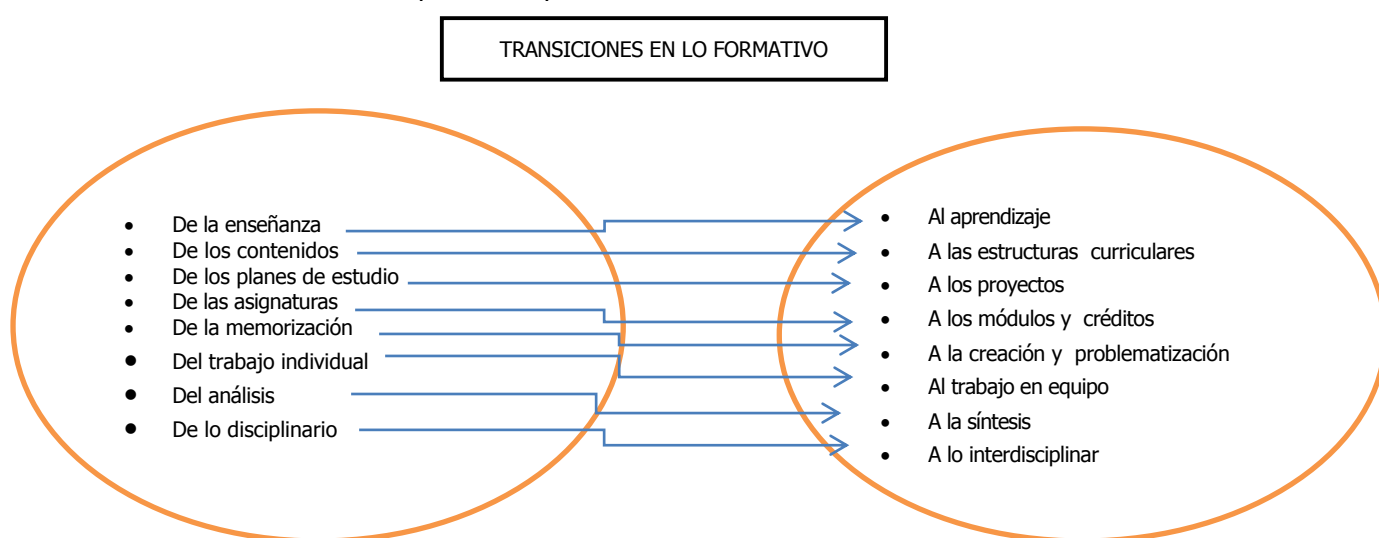 TRANSICIONES EN LO FORMATIVO
De la enseñanza
De los contenidos
De los planes de estudio
De las asignaturas
De la memorización
Del trabajo individual
Del análisis
De lo disciplinario
Al aprendizaje
A las estructuras curriculares
A los proyectos
A los módulos y créditos
A la creación y problematización
Al trabajo en equipo
A la síntesis
A lo interdisciplinar